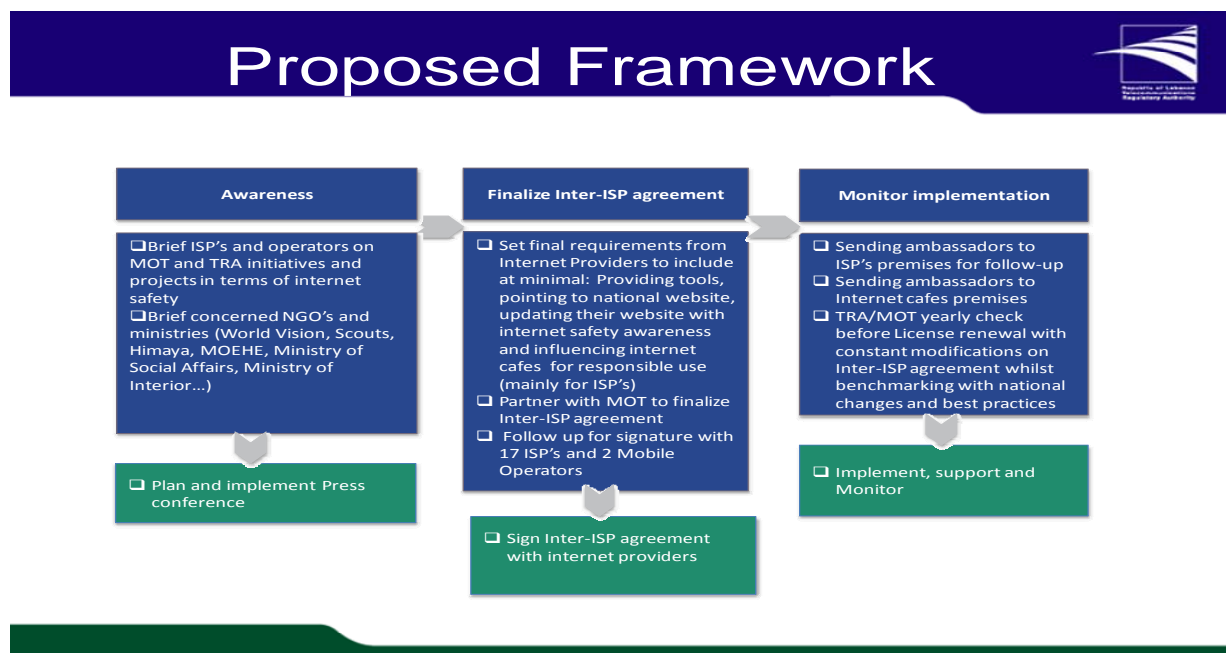 Proposed Framework
Republic of Lebanon
Telecommunications
Regulatory Authority
Awareness
❑Brief ISP's and operators on
MOT and TRA initiatives and
projects in terms of internet
safety
❑Brief concerned NGO's and
ministries (World Vision, Scouts,
Himaya, MOEHE, Ministry of
Social Affairs, Ministry of
Interior...)
❑ Plan and implement Press
conference
Finalize Inter-ISP agreement
❑ Set final requirements from
Internet Providers to include
at minimal: Providing tools,
pointing to national website,
updating their website with
internet safety awareness
and influencing internet
cafes for responsible use
(mainly for ISP's)
❑ Partner with MOT to finalize
Inter-ISP agreement
❑ Follow up for signature with
17 ISP's and 2 Mobile
Operators
❑ Sign Inter-ISP agreement
with internet providers
Monitor implementation
❑ Sending ambassadors to
ISP's premises for follow-up
❑ Sending ambassadors to
Internet cafes premises
❑ TRA/MOT yearly check
before License renewal with
constant modifications on
Inter-ISP agreement whilst
benchmarking with national
changes and best practices
❑ Implement, support and
Monitor